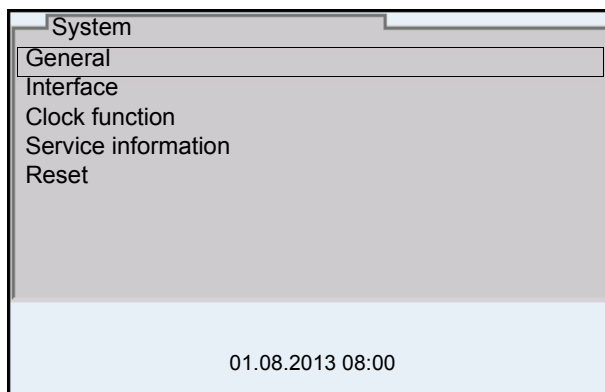 System
General
Interface
Clock function
Service information
Reset
01.08.2013 08:00